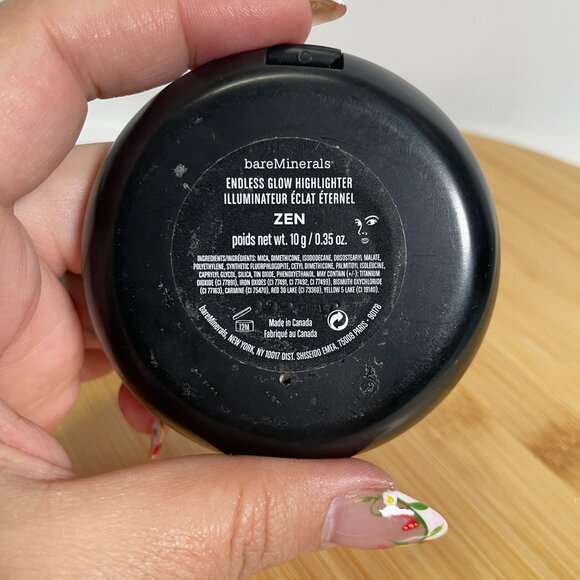 bareMinerals
ENDLESS GLOW HIGHLIGHTER
ILLUMINATEUR ÉCLAT ÉTERNEL
ZEN
poids net wt. 10 g / 0.35 oz.
INGREDIENTS/INGRÉDIENTS: MICA, DIMETHICONE, ISODODECANE, DIISOSTEARYL MALATE,
POLYETHYLENE, SYNTHETIC FLUORPHLOGOPITE, CETYL DIMETHICONE, PALMITOYL ISOLEUCINE,
CAPRYLYL GLYCOL, SILICA, TIN OXIDE, PHENOXYETHANOL. MAY CONTAIN (+/-): TITANIUM
DIOXIDE (CI 77891), IRON OXIDES (CI 77491, CI 77492, CI 77499), BISMUTH OXYCHLORIDE
(CI 77163), CARMINE (CI 75470), RED 30 LAKE (CI 73360), YELLOW 5 LAKE (CI 19140).
12M
Made in Canada
Fabriqué au Canada
bareMinerals, NEW YORK, NY 10017 DIST. SHISEIDO EMEA, 75008 PARIS -